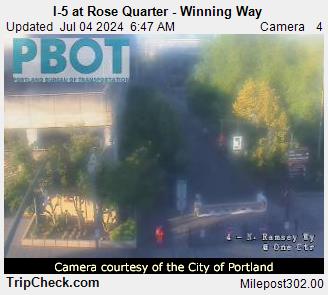 I-5 at Rose Quarter - Winning Way
Updated Jul 04 2024 6:47 AM Camera 4
PBOT
PORTLAND BUREAU OF TRANSPORTATION
4 - N. Ramsey Wy
@ One Ctr
Camera courtesy of the City of Portland
TripCheck.com Milepost302.00